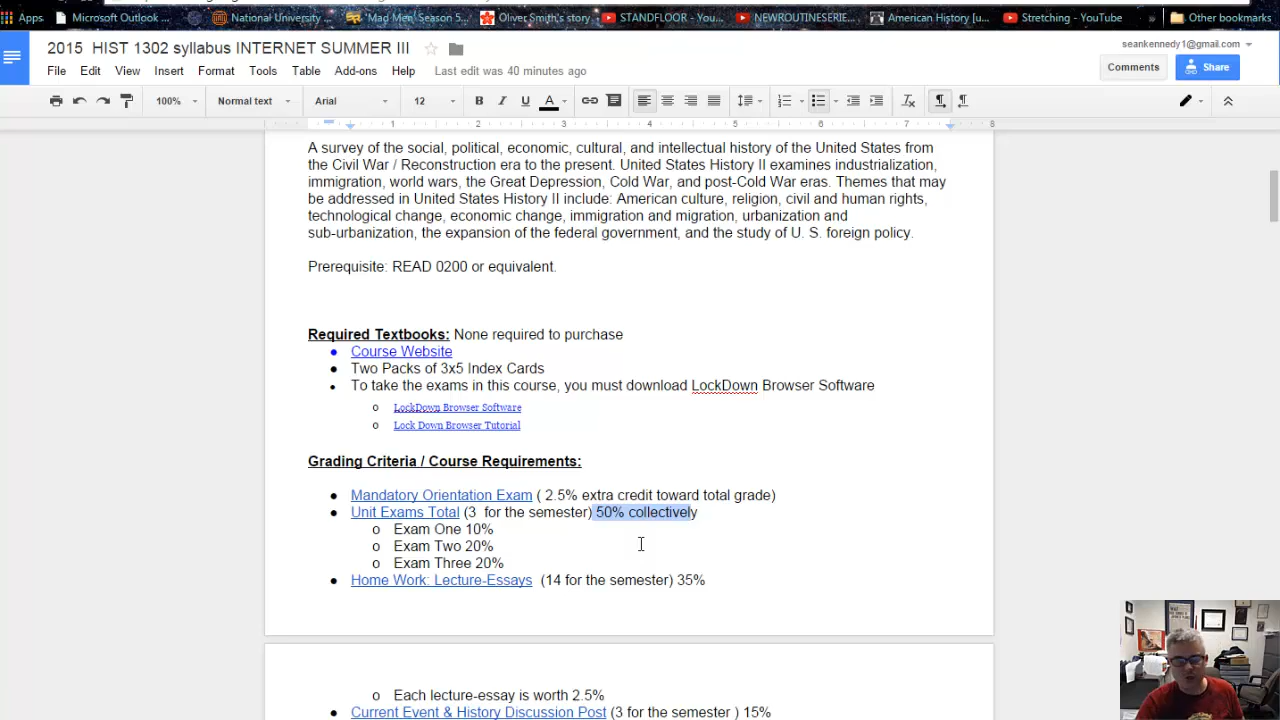 Apps Microsoft Outlook ... National University ... 'Mad Men' Season 5... Oliver Smith's story STANDFLOOR - You... NEWROUTINESERIE... American History [u... Stretching - YouTube » Other bookmarks
2015 HIST 1302 syllabus INTERNET SUMMER III
seankennedy1@gmail.com
File Edit View Insert Format Tools Table Add-ons Help Last edit was 40 minutes ago
Comments Share
100% Normal text Arial 12 B I U A
1 2 3 4 5 6 7 8
A survey of the social, political, economic, cultural, and intellectual history of the United States from
the Civil War / Reconstruction era to the present. United States History II examines industrialization,
immigration, world wars, the Great Depression, Cold War, and post-Cold War eras. Themes that may
be addressed in United States History II include: American culture, religion, civil and human rights,
technological change, economic change, immigration and migration, urbanization and
sub-urbanization, the expansion of the federal government, and the study of U. S. foreign policy.
Prerequisite: READ 0200 or equivalent.
Required Textbooks: None required to purchase
● Course Website
● Two Packs of 3x5 Index Cards
● To take the exams in this course, you must download LockDown Browser Software
o LockDown Browser Software
o Lock Down Browser Tutorial
Grading Criteria / Course Requirements:
● Mandatory Orientation Exam ( 2.5% extra credit toward total grade)
● Unit Exams Total (3 for the semester) 50% collectively
o Exam One 10%
o Exam Two 20%
o Exam Three 20%
● Home Work: Lecture-Essays (14 for the semester) 35%
o Each lecture-essay is worth 2.5%
● Current Event & History Discussion Post (3 for the semester ) 15%